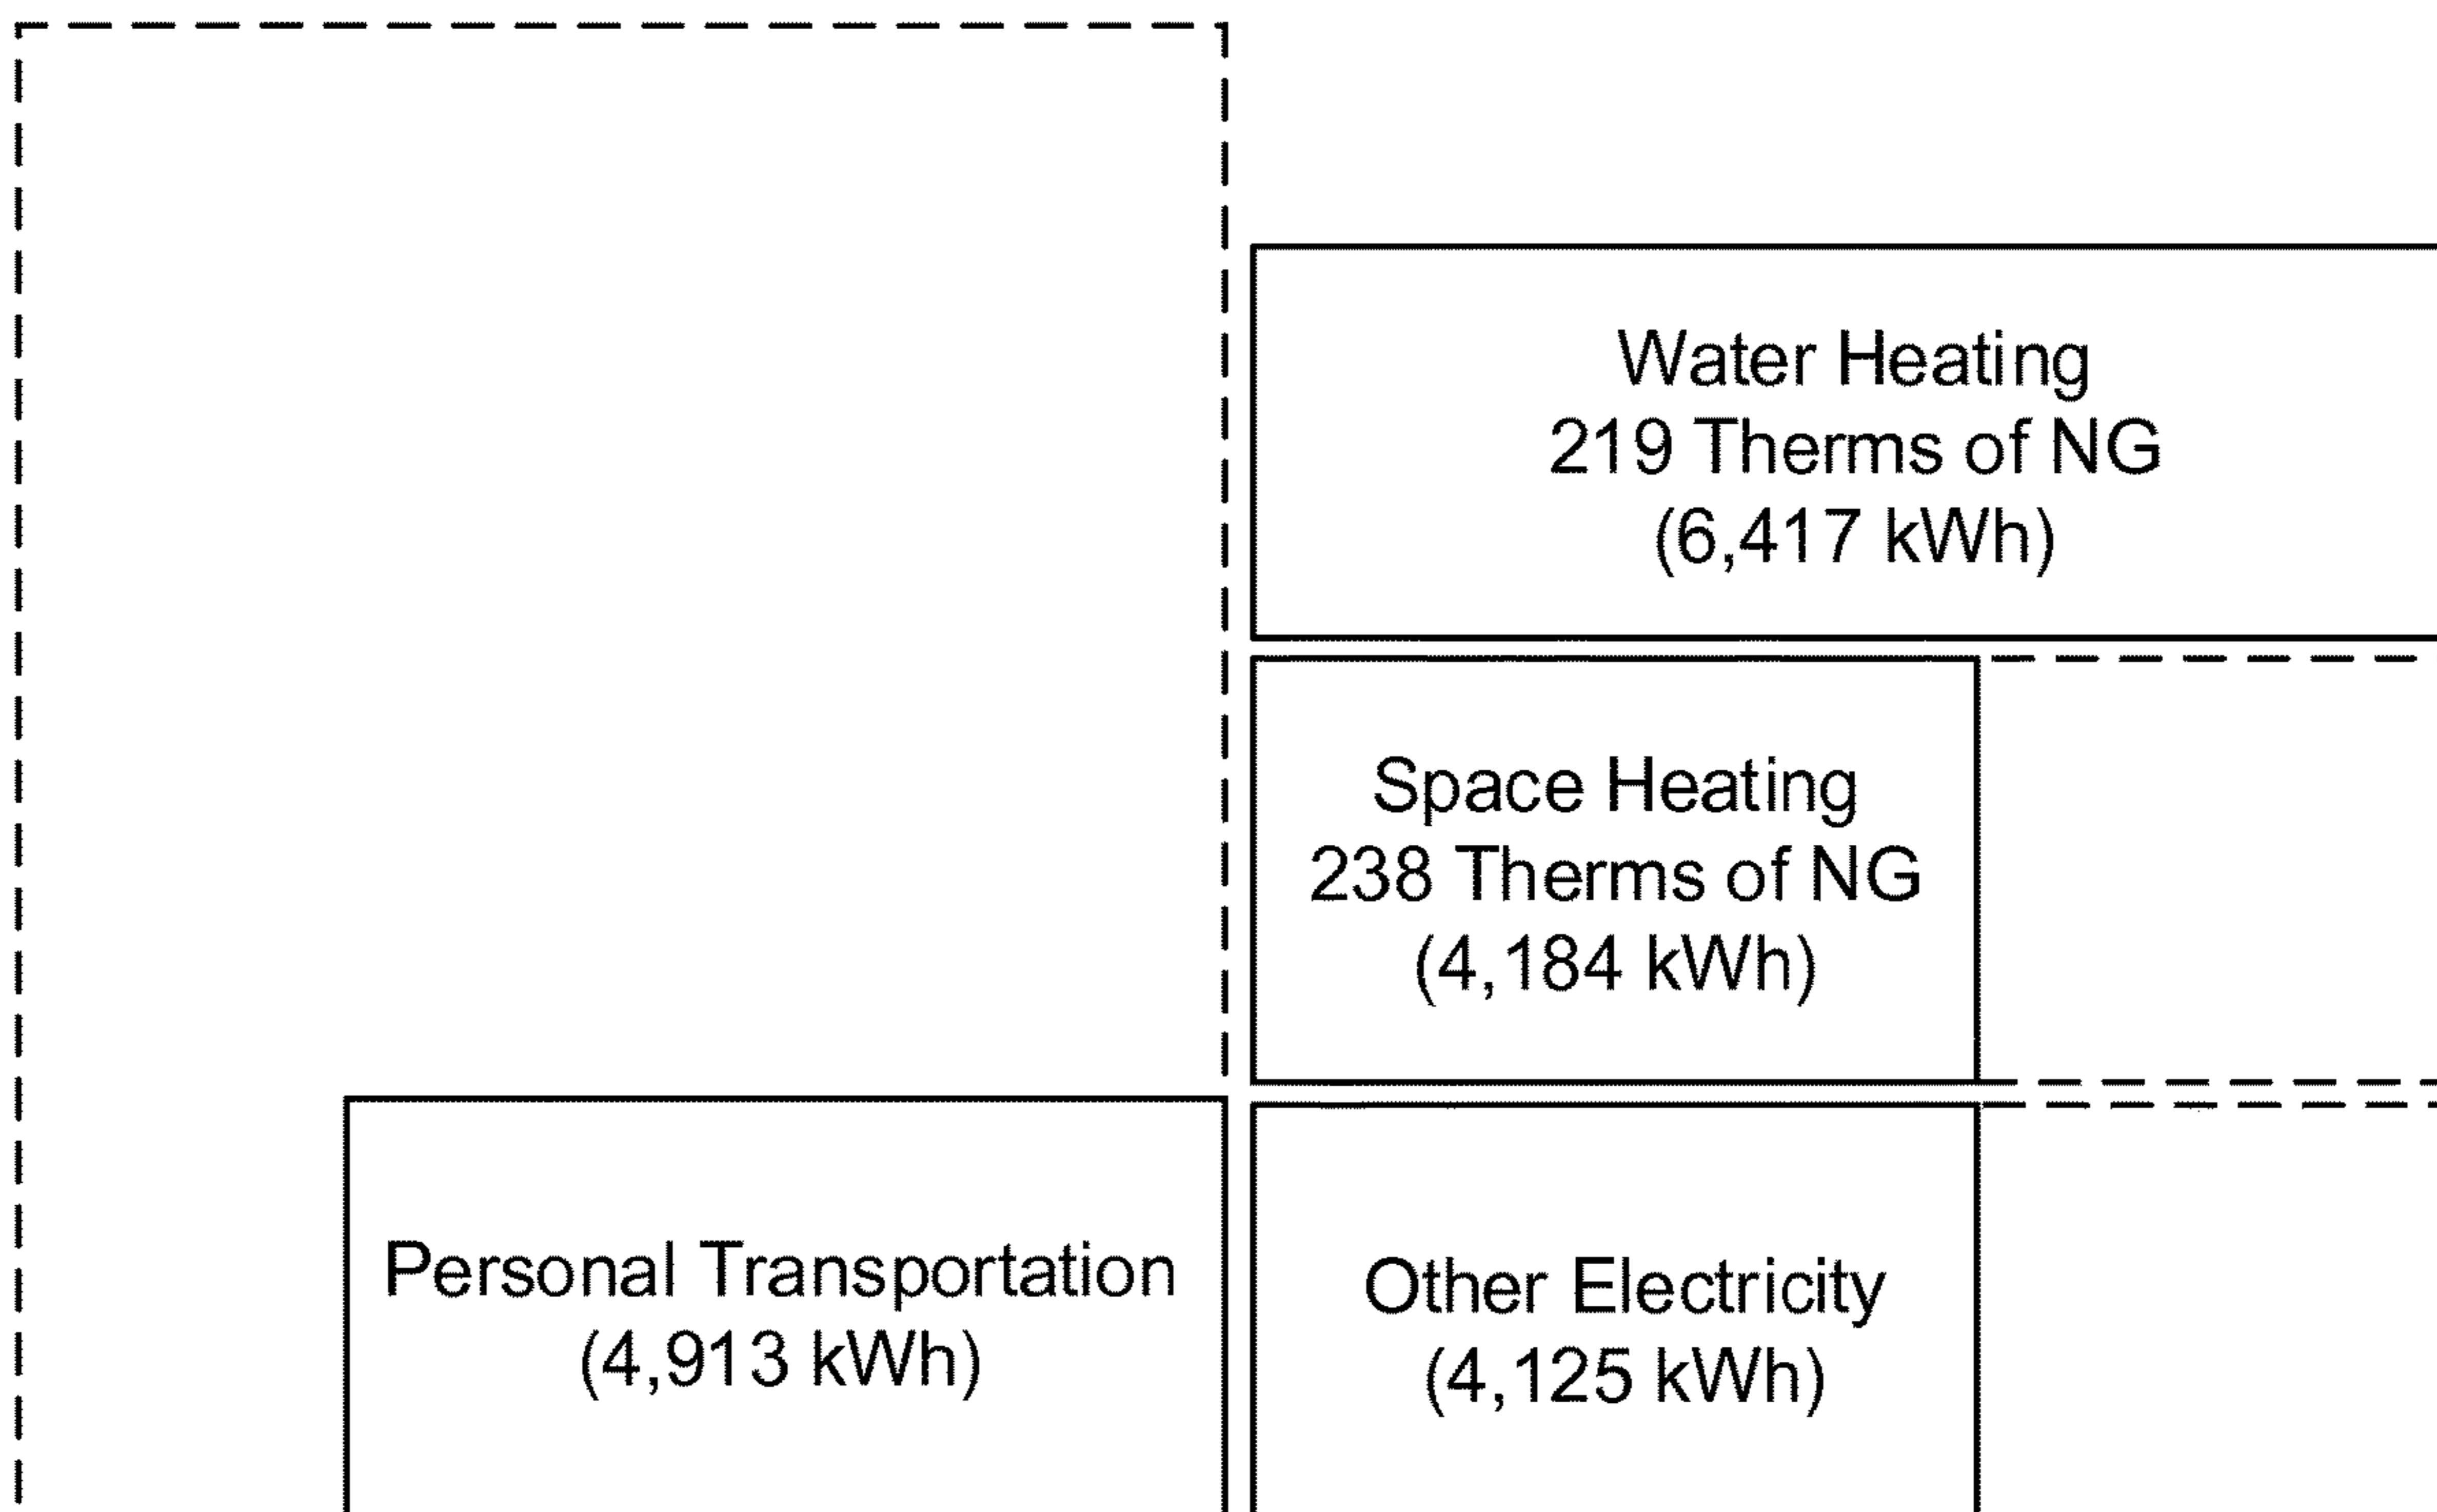 Water Heating
219 Therms of NG
(6,417 kWh)
Space Heating
238 Therms of NG
(4,184 kWh)
Personal Transportation
(4,913 kWh)
Other Electricity
(4,125 kWh)